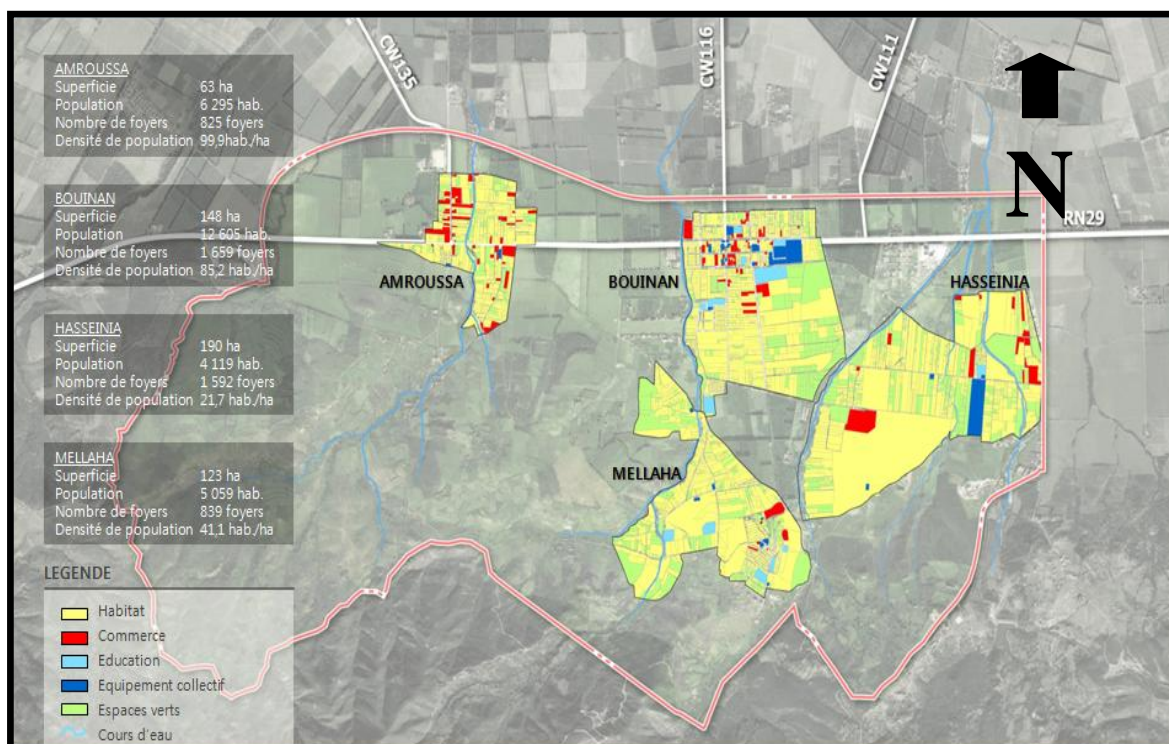 CW135
CW116
CW111
N
RN29
AMROUSSA
Superficie 63 ha
Population 6 295 hab.
Nombre de foyers 825 foyers
Densité de population 99,9hab./ha
BOUINAN
Superficie 148 ha
Population 12 605 hab.
Nombre de foyers 1 659 foyers
Densité de population 85,2 hab./ha
HASSEINIA
Superficie 190 ha
Population 4 119 hab.
Nombre de foyers 1 592 foyers
Densité de population 21,7 hab./ha
MELLAHA
Superficie 123 ha
Population 5 059 hab.
Nombre de foyers 839 foyers
Densité de population 41,1 hab./ha
AMROUSSA
BOUINAN
HASSEINIA
MELLAHA
LEGENDE
Habitat
Commerce
Education
Equipement collectif
Espaces verts
Cours d'eau